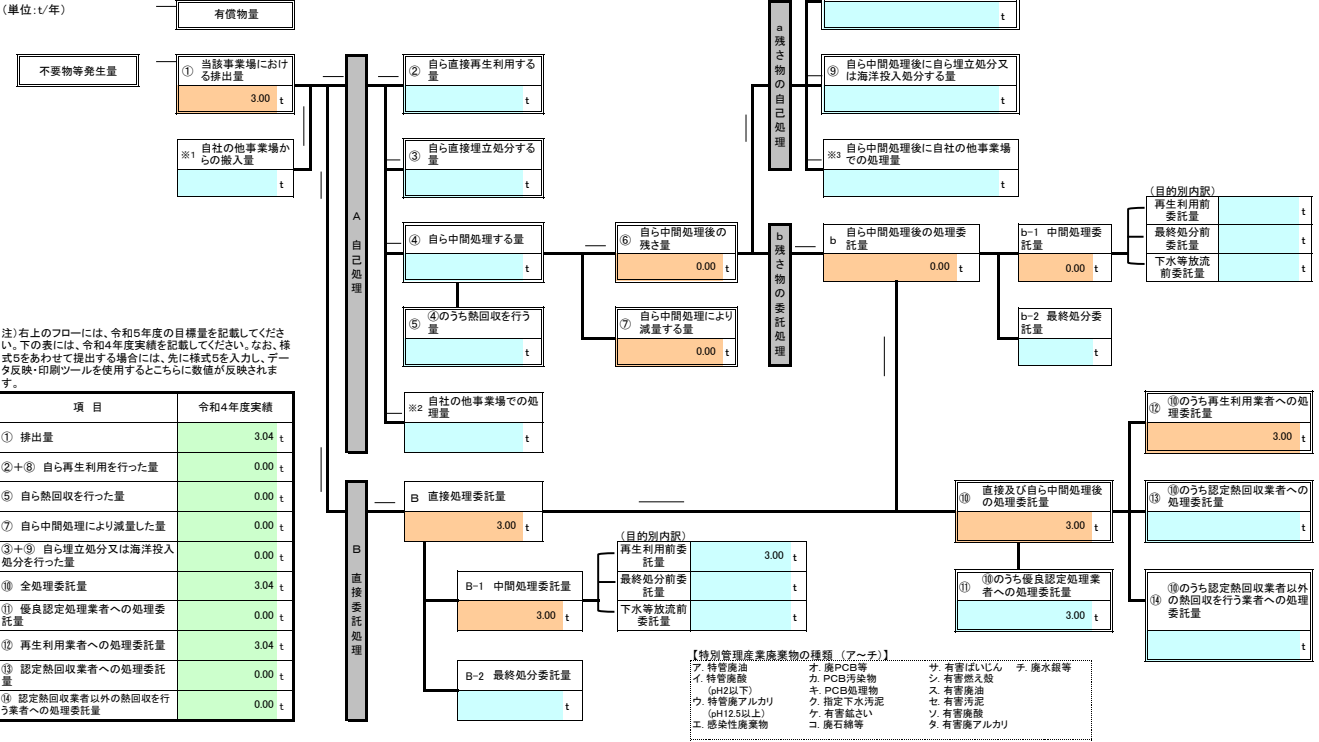 （単位:t/年）
有償物量
不要物等発生量
① 当該事業場におけ
る排出量
3.00 t
※1 自社の他事業場か
らの搬入量
t
A 自己処理
② 自ら直接再生利用する
量
t
③ 自ら直接埋立処分する
量
t
④ 自ら中間処理する量
t
⑤ ④のうち熱回収を行う
量
t
※2 自社の他事業場での処
理量
t
⑥ 自ら中間処理後の
残さ量
0.00 t
⑦ 自ら中間処理により
減量する量
0.00 t
a 残さ物の自己処理
t
⑨ 自ら中間処理後に自ら埋立処分又
は海洋投入処分する量
t
※3 自ら中間処理後に自社の他事業場
での処理量
t
b 残さ物の委託処理
b 自ら中間処理後の処理委
託量
0.00 t
b-1 中間処理委
託量
0.00 t
b-2 最終処分委
託量
t
（目的別内訳）
再生利用前
委託量
t
最終処分前
委託量
t
下水等放流
前委託量
t
注）右上のフローには、令和5年度の目標量を記載してくださ
い。下の表には、令和4年度実績を記載してください。なお、様
式5をあわせて提出する場合には、先に様式5を入力し、デー
タ反映・印刷ツールを使用するとこちらに数値が反映されま
す。
項 目 令和4年度実績
① 排出量 3.04 t
②＋⑧ 自ら再生利用を行った量 0.00 t
⑤ 自ら熱回収を行った量 0.00 t
⑦ 自ら中間処理により減量した量 0.00 t
③＋⑨ 自ら埋立処分又は海洋投入
処分を行った量 0.00 t
⑩ 全処理委託量 3.04 t
⑪ 優良認定処理業者への処理委
託量 0.00 t
⑫ 再生利用業者への処理委託量 3.04 t
⑬ 認定熱回収業者への処理委託
量 0.00 t
⑭ 認定熱回収業者以外の熱回収を行
う業者への処理委託量 0.00 t
B 直接委託処理
B 直接処理委託量
3.00 t
B-1 中間処理委託量
3.00 t
B-2 最終処分委託量
t
（目的別内訳）
再生利用前委
託量
3.00 t
最終処分前委
託量
下水等放流前
委託量
⑩ 直接及び自ら中間処理後
の処理委託量
3.00 t
⑪ ⑩のうち優良認定処理業
者への処理委託量
3.00 t
⑫ ⑩のうち再生利用業者への処
理委託量
3.00 t
⑬ ⑩のうち認定熱回収業者への
処理委託量
t
⑭ ⑩のうち認定熱回収業者以外
の熱回収を行う業者への処理
委託量
t
【特別管理産業廃棄物の種類 （ア～チ）】
ア. 特管廃油 オ. 廃PCB等 サ. 有害ばいじん チ. 廃水銀等
イ. 特管廃酸 カ. PCB汚染物 シ. 有害燃え殻
（pH2以下） キ. PCB処理物 ス. 有害廃油
ウ. 特管廃アルカリ ク. 指定下水汚泥 セ. 有害汚泥
（pH12.5以上） ケ. 有害鉱さい ソ. 有害廃酸
エ. 感染性廃棄物 コ. 廃石綿等 タ. 有害廃アルカリ